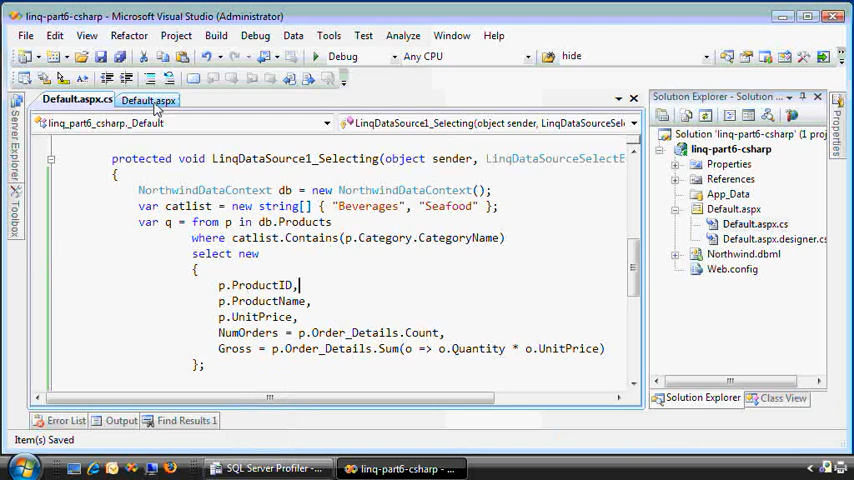 linq-part6-csharp - Microsoft Visual Studio (Administrator)
File Edit View Refactor Project Build Debug Data Tools Test Analyze Window Help
Debug Any CPU hide
Default.aspx.cs Default.aspx
linq_part6_csharp._Default LinqDataSource1_Selecting(object sender, LinqDataSourceSele
protected void LinqDataSource1_Selecting(object sender, LinqDataSourceSelectE
{
NorthwindDataContext db = new NorthwindDataContext();
var catlist = new string[] { "Beverages", "Seafood" };
var q = from p in db.Products
where catlist.Contains(p.Category.CategoryName)
select new
{
p.ProductID,
p.ProductName,
p.UnitPrice,
NumOrders = p.Order_Details.Count,
Gross = p.Order_Details.Sum(o => o.Quantity * o.UnitPrice)
};
Server Explorer
Toolbox
Solution Explorer - Solution ...
Solution 'linq-part6-csharp' (1 proj
linq-part6-csharp
Properties
References
App_Data
Default.aspx
Default.aspx.cs
Default.aspx.designer.cs
Northwind.dbml
Web.config
Properties
Solution Explorer Class View
Error List Output Find Results 1
Item(s) Saved
SQL Server Profiler - ... linq-part6-csharp - ...